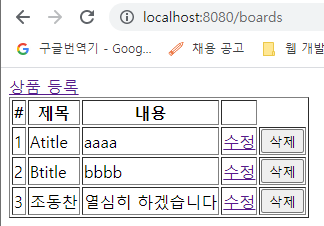 localhost:8080/boards
구글번역기 - Goog... 채용 공고 웹 개발
상품 등록
# 제목 내용
1 Atitle aaaa 수정 삭제
2 Btitle bbbb 수정 삭제
3 조동찬 열심히 하겠습니다 수정 삭제